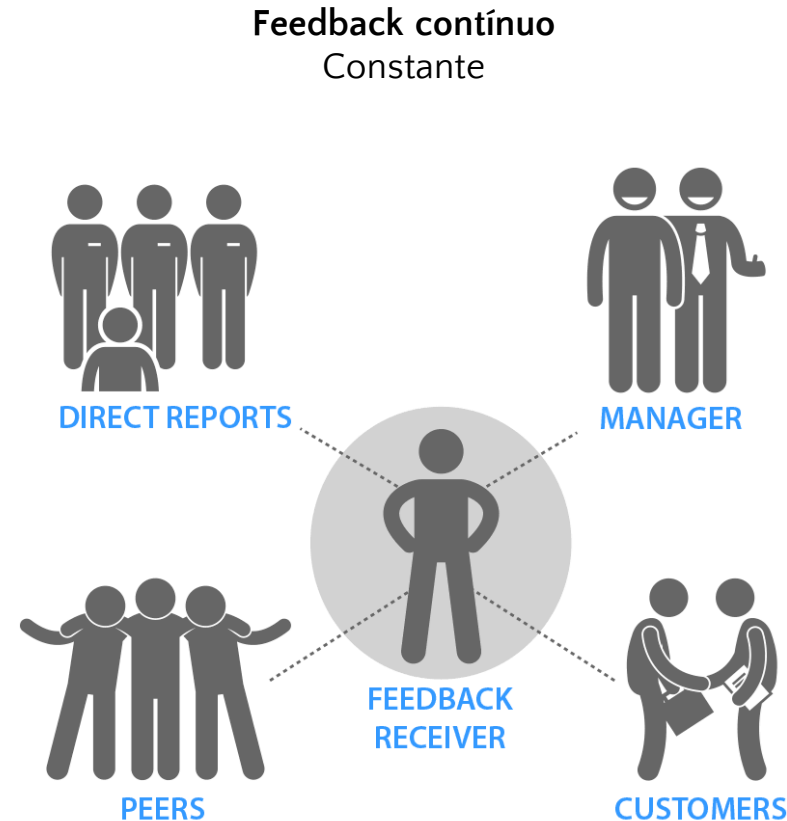 Feedback contínuo
Constante
DIRECT REPORTS
MANAGER
FEEDBACK
RECEIVER
PEERS
CUSTOMERS